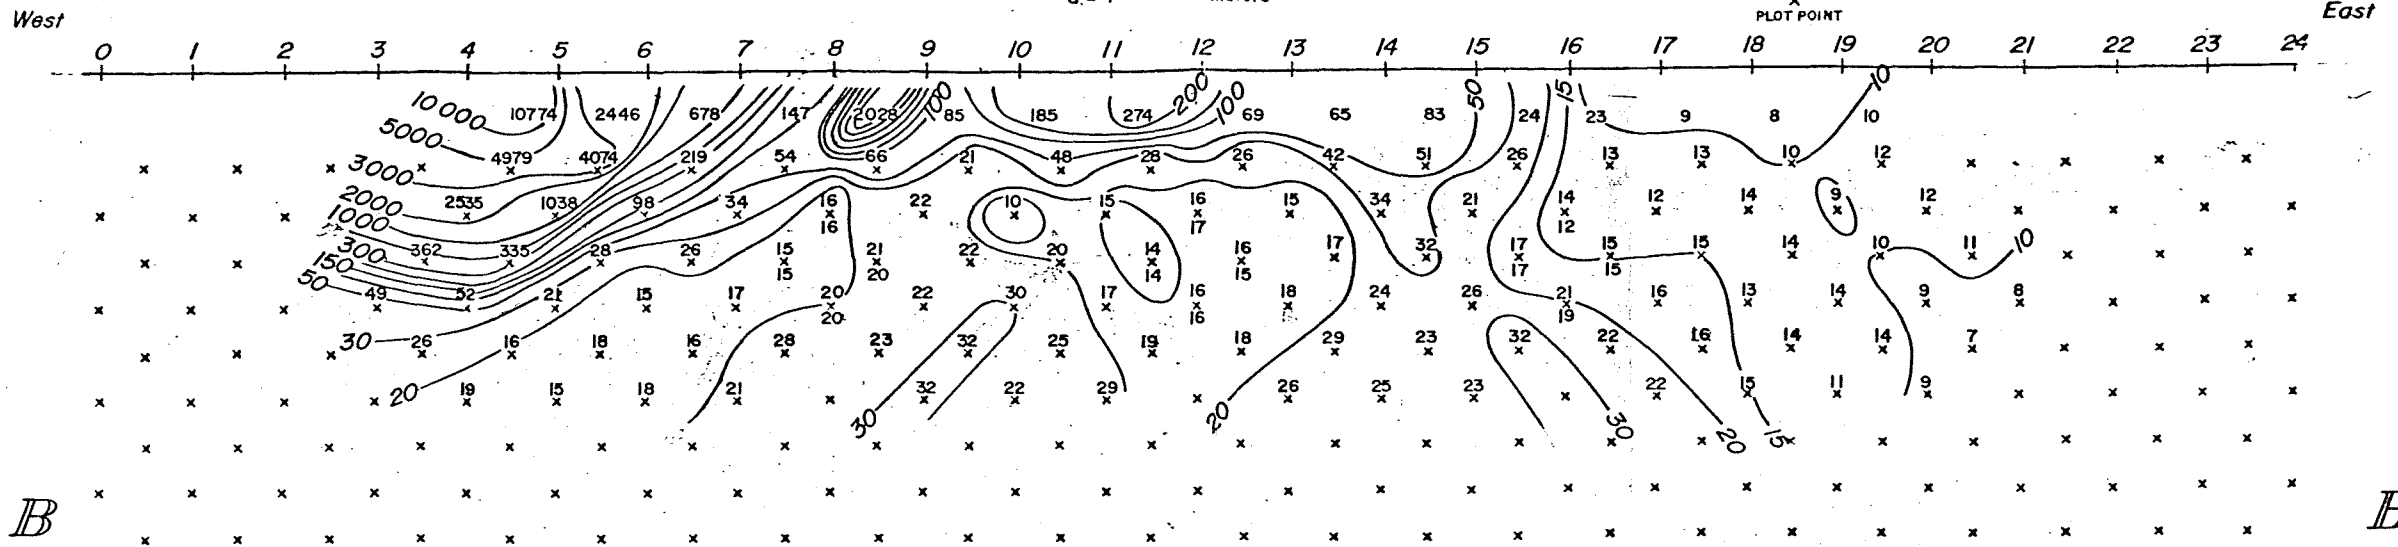 West East
PLOT POINT
0 1 2 3 4 5 6 7 8 9 10 11 12 13 14 15 16 17 18 19 20 21 22 23 24
10 000 10774 2446 678 147 2028 100 85 185 274 200 100 69 65 83 50 24 15 23 9 8 10 10
5000 4979 4074 219 54 66 21 48 28 26 42 51 26 13 13 10 12
3000
2000 2535 1038 98 34 16 22 10 15 16 15 34 21 14 12 14 9 12
16 17 12
1000
300 362 335 28 26 15 21 22 20 14 16 17 32 17 15 15 14 10 11 10
150 15 20 14 15 17 15
50 49 52 21 15 17 20 22 30 17 16 18 24 26 21 16 13 14 9 8
20 16 19
30 26 16 18 16 28 23 32 25 19 18 29 23 32 22 16 14 14 7
20 19 15 18 21 32 22 29 26 25 23 22 15 11 9
30 20 30 20 15
B